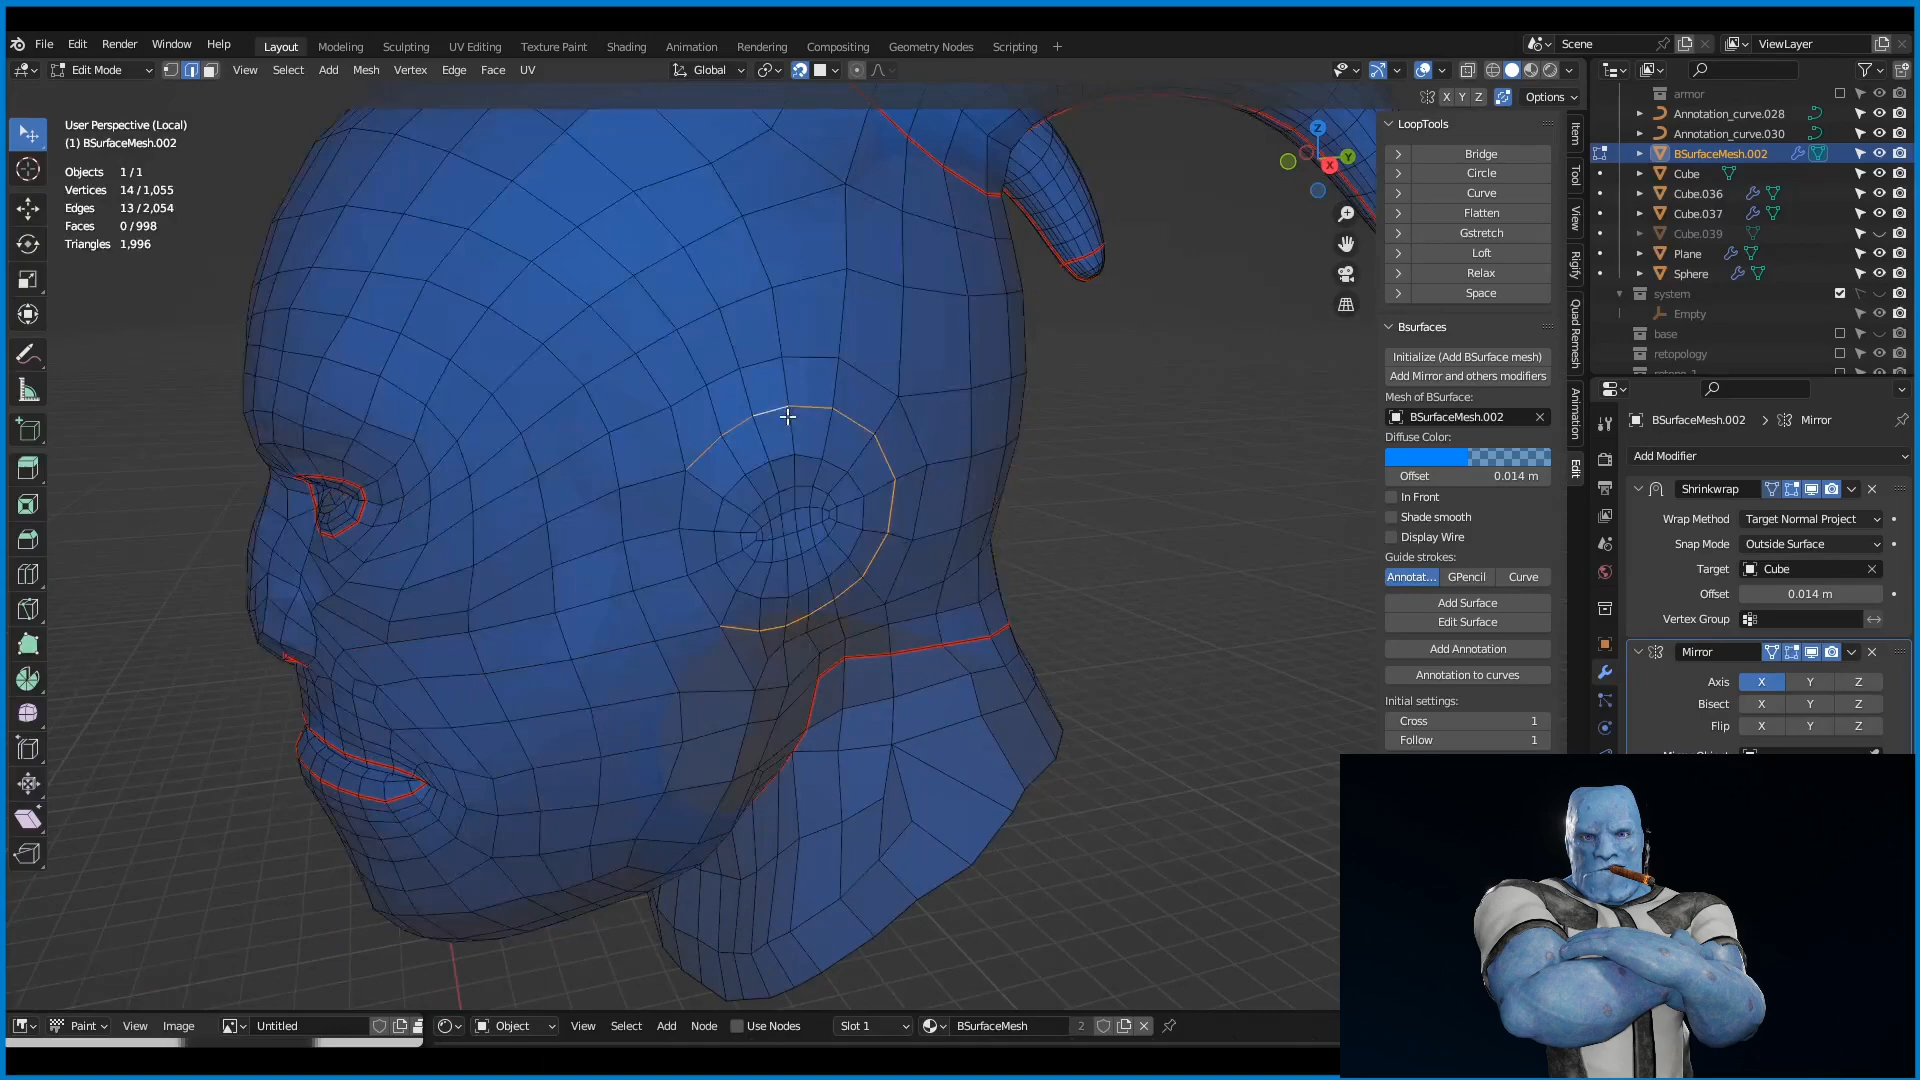 File Edit Render Window Help Layout Modeling Sculpting UV Editing Texture Paint Shading Animation Rendering Compositing Geometry Nodes Scripting + Scene ViewLayer
Edit Mode View Select Add Mesh Vertex Edge Face UV Global
X Y Z Options
User Perspective (Local)
(1) BSurfaceMesh.002
Objects 1 / 1
Vertices 14 / 1,055
Edges 13 / 2,054
Faces 0 / 998
Triangles 1,996
Z
Y
X
LoopTools
Bridge
Circle
Curve
Flatten
Gstretch
Loft
Relax
Space
Bsurfaces
Initialize (Add BSurface mesh)
Add Mirror and others modifiers
Mesh of BSurface:
BSurfaceMesh.002
Diffuse Color:
Offset 0.014 m
In Front
Shade smooth
Display Wire
Guide strokes:
Annotat... GPencil Curve
Add Surface
Edit Surface
Add Annotation
Annotation to curves
Initial settings:
Cross 1
Follow 1
Item
Tool
View
Rigify
Quad Remesh
Animation
Edit
armor
Annotation_curve.028
Annotation_curve.030
BSurfaceMesh.002
Cube
Cube.036
Cube.037
Cube.039
Plane
Sphere
system
Empty
base
retopology
BSurfaceMesh.002 > Mirror
Add Modifier
Shrinkwrap
Wrap Method Target Normal Project
Snap Mode Outside Surface
Target Cube
Offset 0.014 m
Vertex Group
Mirror
Axis X Y Z
Bisect X Y Z
Flip X Y Z
Paint View Image Untitled Object View Select Add Node Use Nodes Slot 1 BSurfaceMesh 2